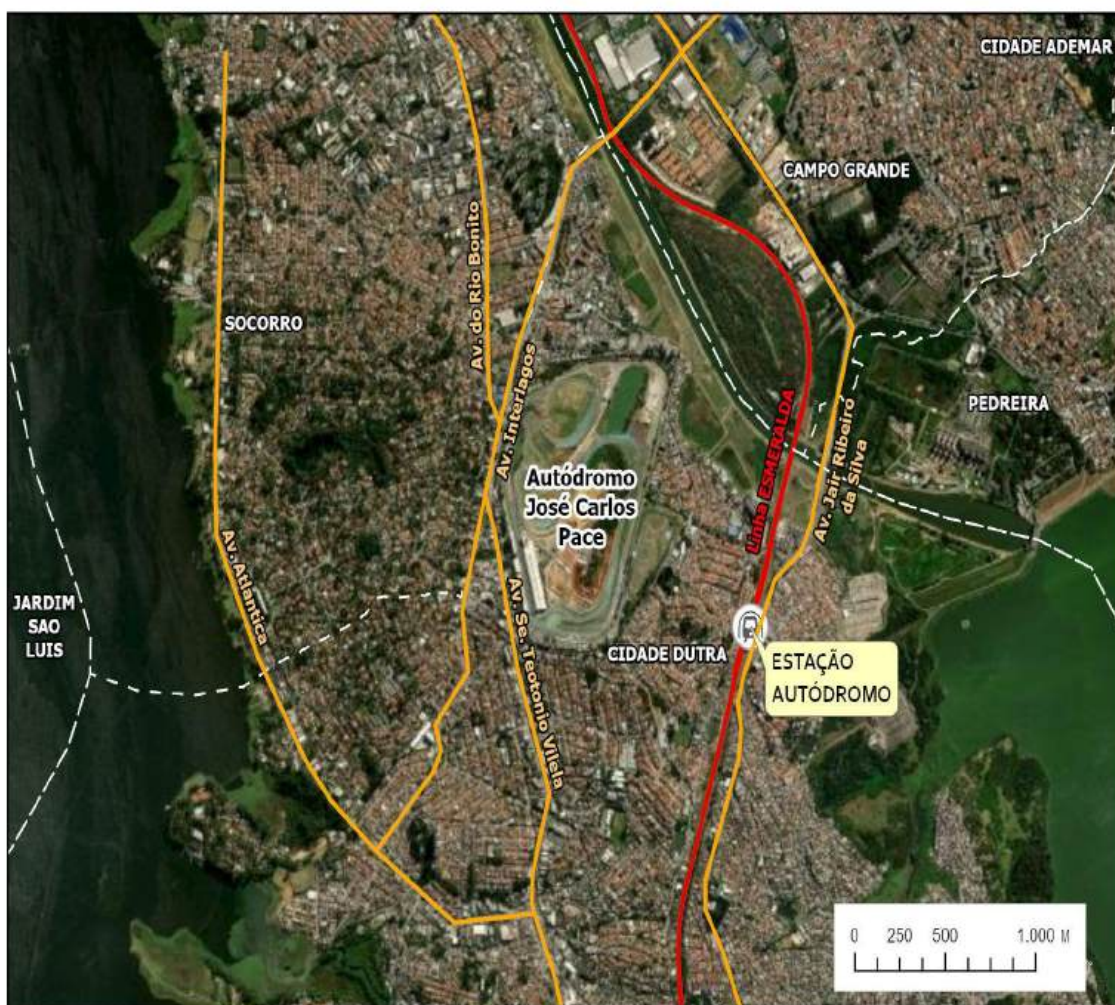 CIDADE ADEMAR
CAMPO GRANDE
Av. do Rio Bonito
SOCORRO
Av. Interlagos
Linha ESMERALDA
PEDREIRA
Av. Jair Ribeiro
da Silva
Autódromo
José Carlos
Pace
Av. Atlantica
Av. Se. Teotonio Vilela
JARDIM
SAO
LUIS
CIDADE DUTRA
ESTAÇÃO
AUTÓDROMO
0 250 500 1.000 M